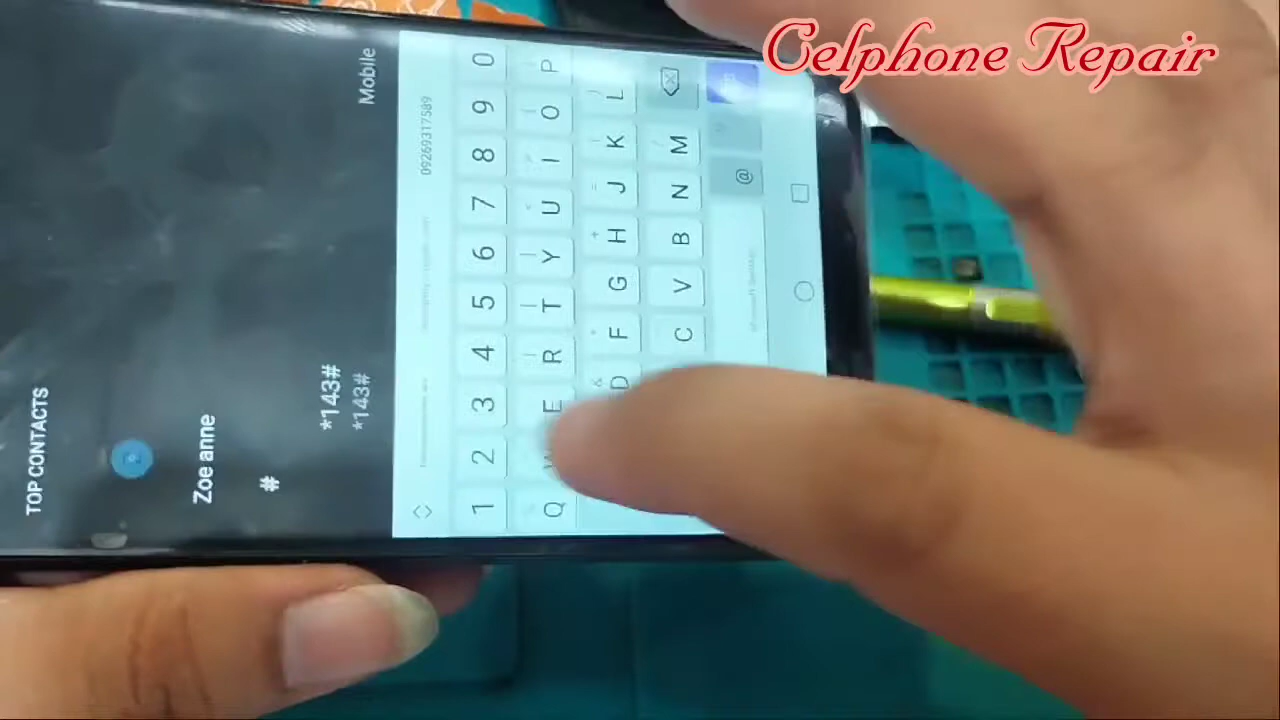 Celphone Repair
TOP CONTACTS
Zoe anne
#
*143#
*143#
Mobile
09269317589
1 2 3 4 5 6 7 8 9 0
Q W E R T Y U I O P
D F G H J K L
C V B N M
@